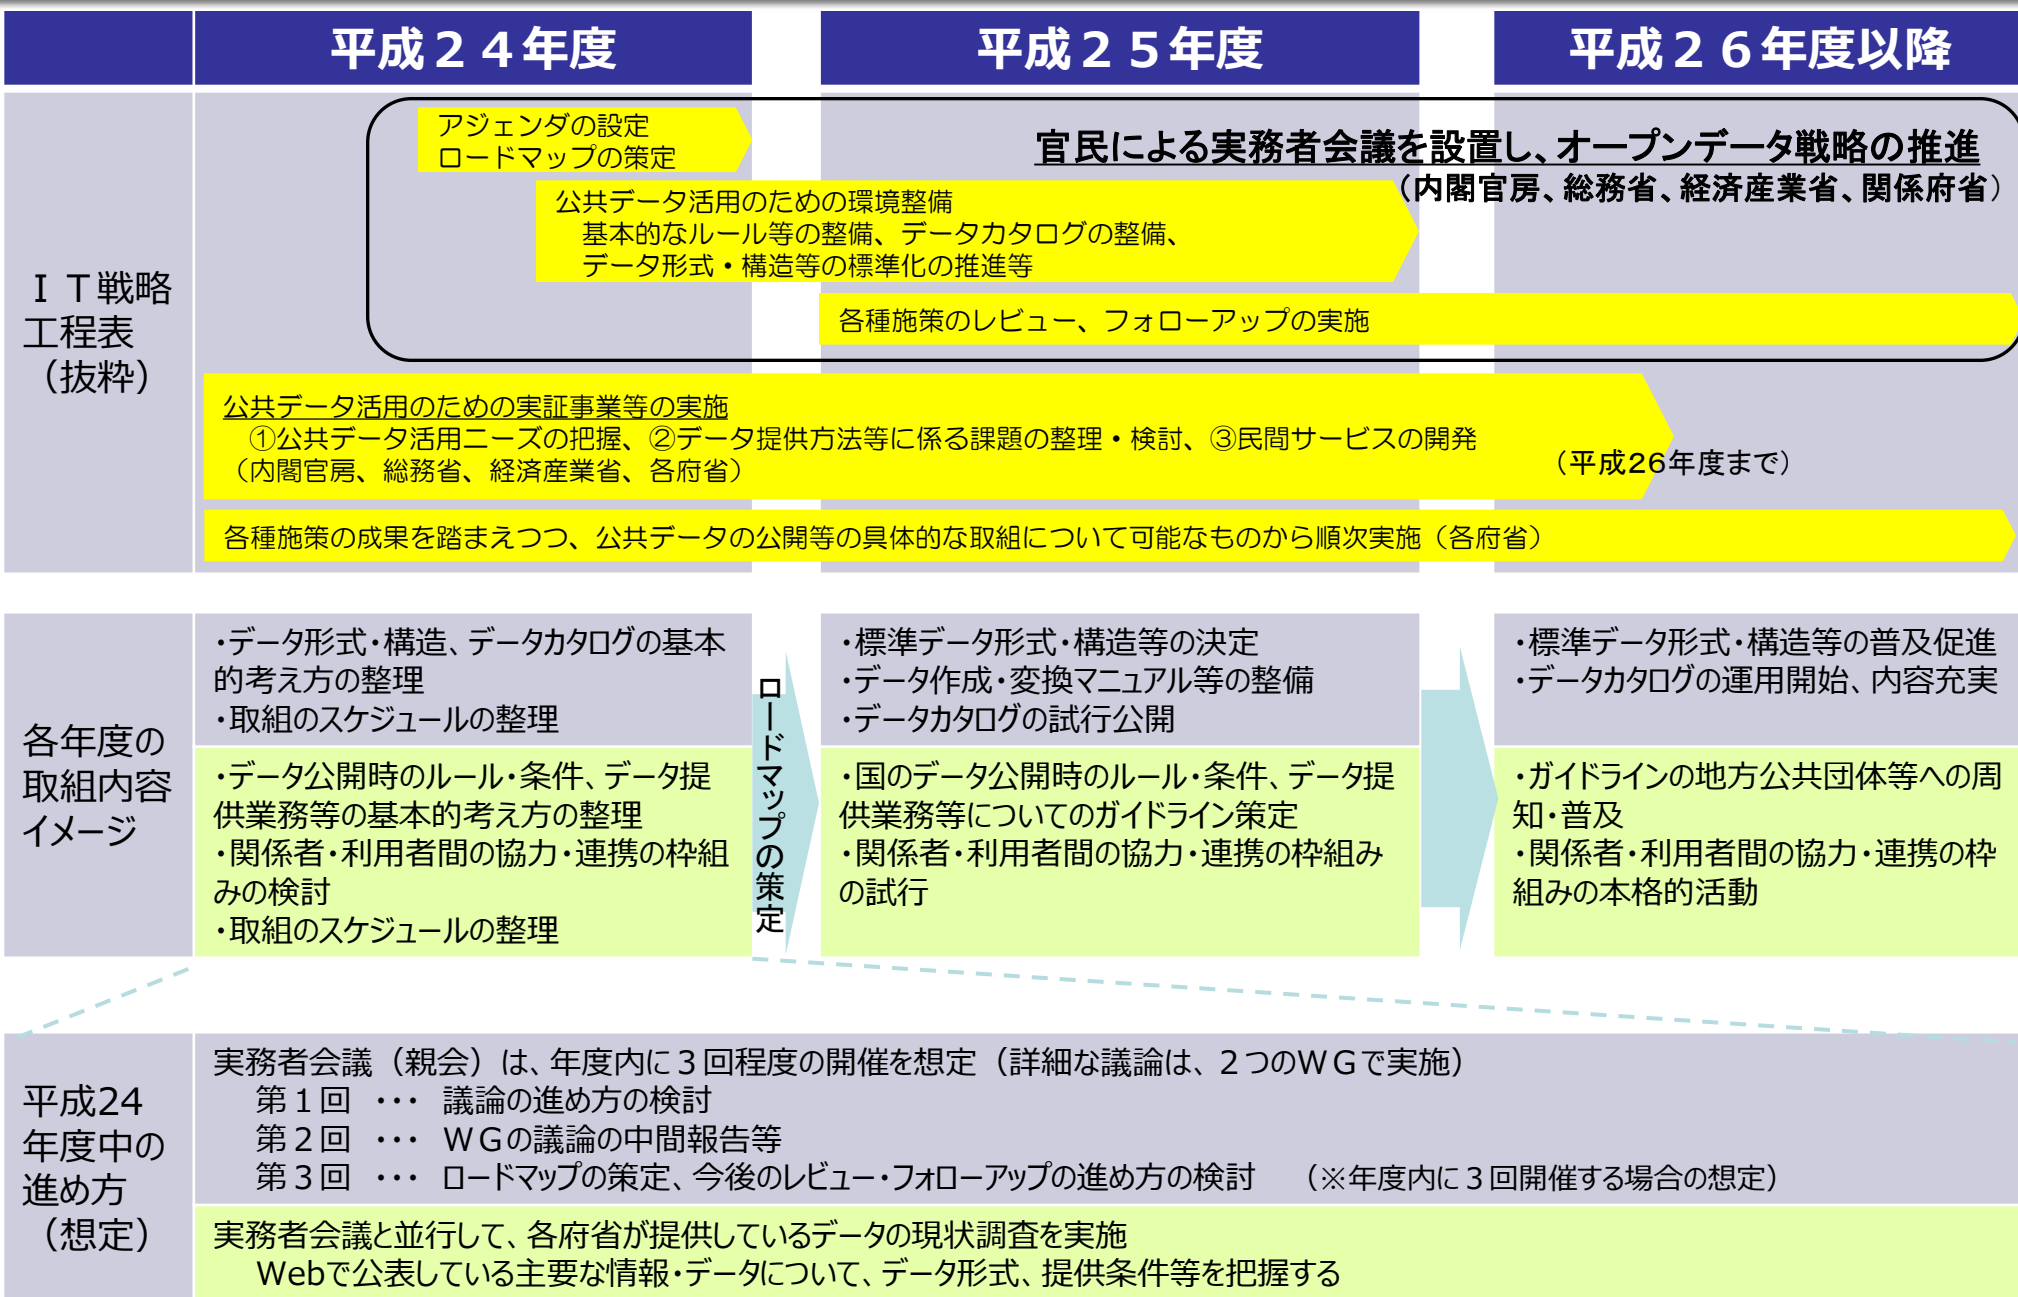 平成２４年度
平成２５年度
平成２６年度以降
ＩＴ戦略
工程表
（抜粋）
アジェンダの設定
ロードマップの策定
官民による実務者会議を設置し、オープンデータ戦略の推進
（内閣官房、総務省、経済産業省、関係府省）
公共データ活用のための環境整備
基本的なルール等の整備、データカタログの整備、
データ形式・構造等の標準化の推進等
各種施策のレビュー、フォローアップの実施
公共データ活用のための実証事業等の実施
①公共データ活用ニーズの把握、②データ提供方法等に係る課題の整理・検討、③民間サービスの開発
（内閣官房、総務省、経済産業省、各府省）
（平成26年度まで）
各種施策の成果を踏まえつつ、公共データの公開等の具体的な取組について可能なものから順次実施（各府省）
各年度の
取組内容
イメージ
・データ形式・構造、データカタログの基本
的考え方の整理
・取組のスケジュールの整理
・データ公開時のルール・条件、データ提
供業務等の基本的考え方の整理
・関係者・利用者間の協力・連携の枠組
みの検討
・取組のスケジュールの整理
ロードマップの策定
・標準データ形式・構造等の決定
・データ作成・変換マニュアル等の整備
・データカタログの試行公開
・国のデータ公開時のルール・条件、データ提
供業務等についてのガイドライン策定
・関係者・利用者間の協力・連携の枠組み
の試行
・標準データ形式・構造等の普及促進
・データカタログの運用開始、内容充実
・ガイドラインの地方公共団体等への周
知・普及
・関係者・利用者間の協力・連携の枠
組みの本格的活動
平成24
年度中の
進め方
（想定）
実務者会議（親会）は、年度内に３回程度の開催を想定（詳細な議論は、２つのＷＧで実施）
第１回 ･･･ 議論の進め方の検討
第２回 ･･･ ＷＧの議論の中間報告等
第３回 ･･･ ロードマップの策定、今後のレビュー・フォローアップの進め方の検討 （※年度内に３回開催する場合の想定）
実務者会議と並行して、各府省が提供しているデータの現状調査を実施
Webで公表している主要な情報・データについて、データ形式、提供条件等を把握する